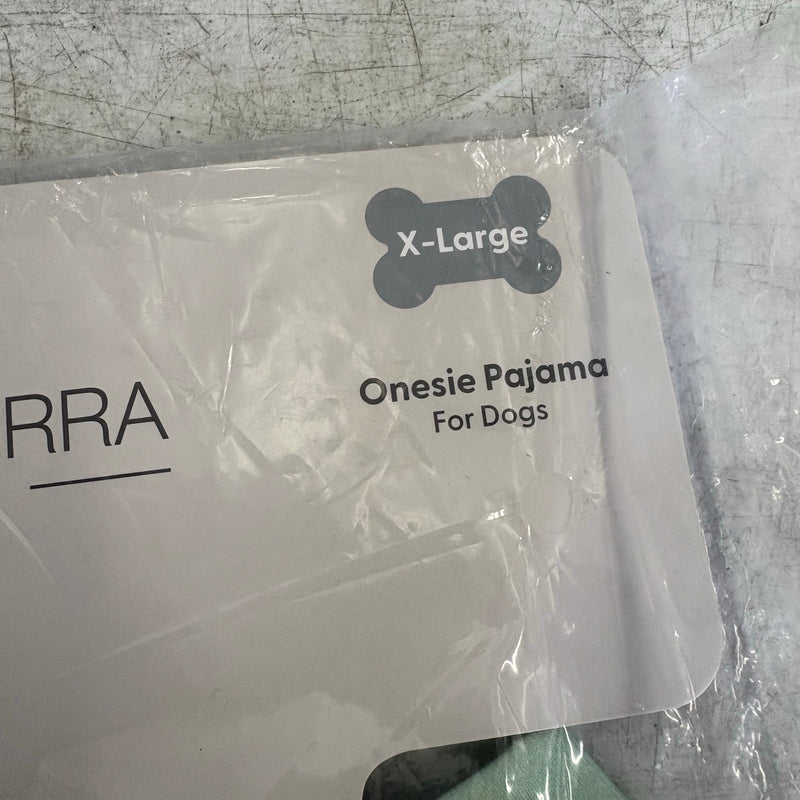 X-Large
Onesie Pajama
For Dogs
RRA